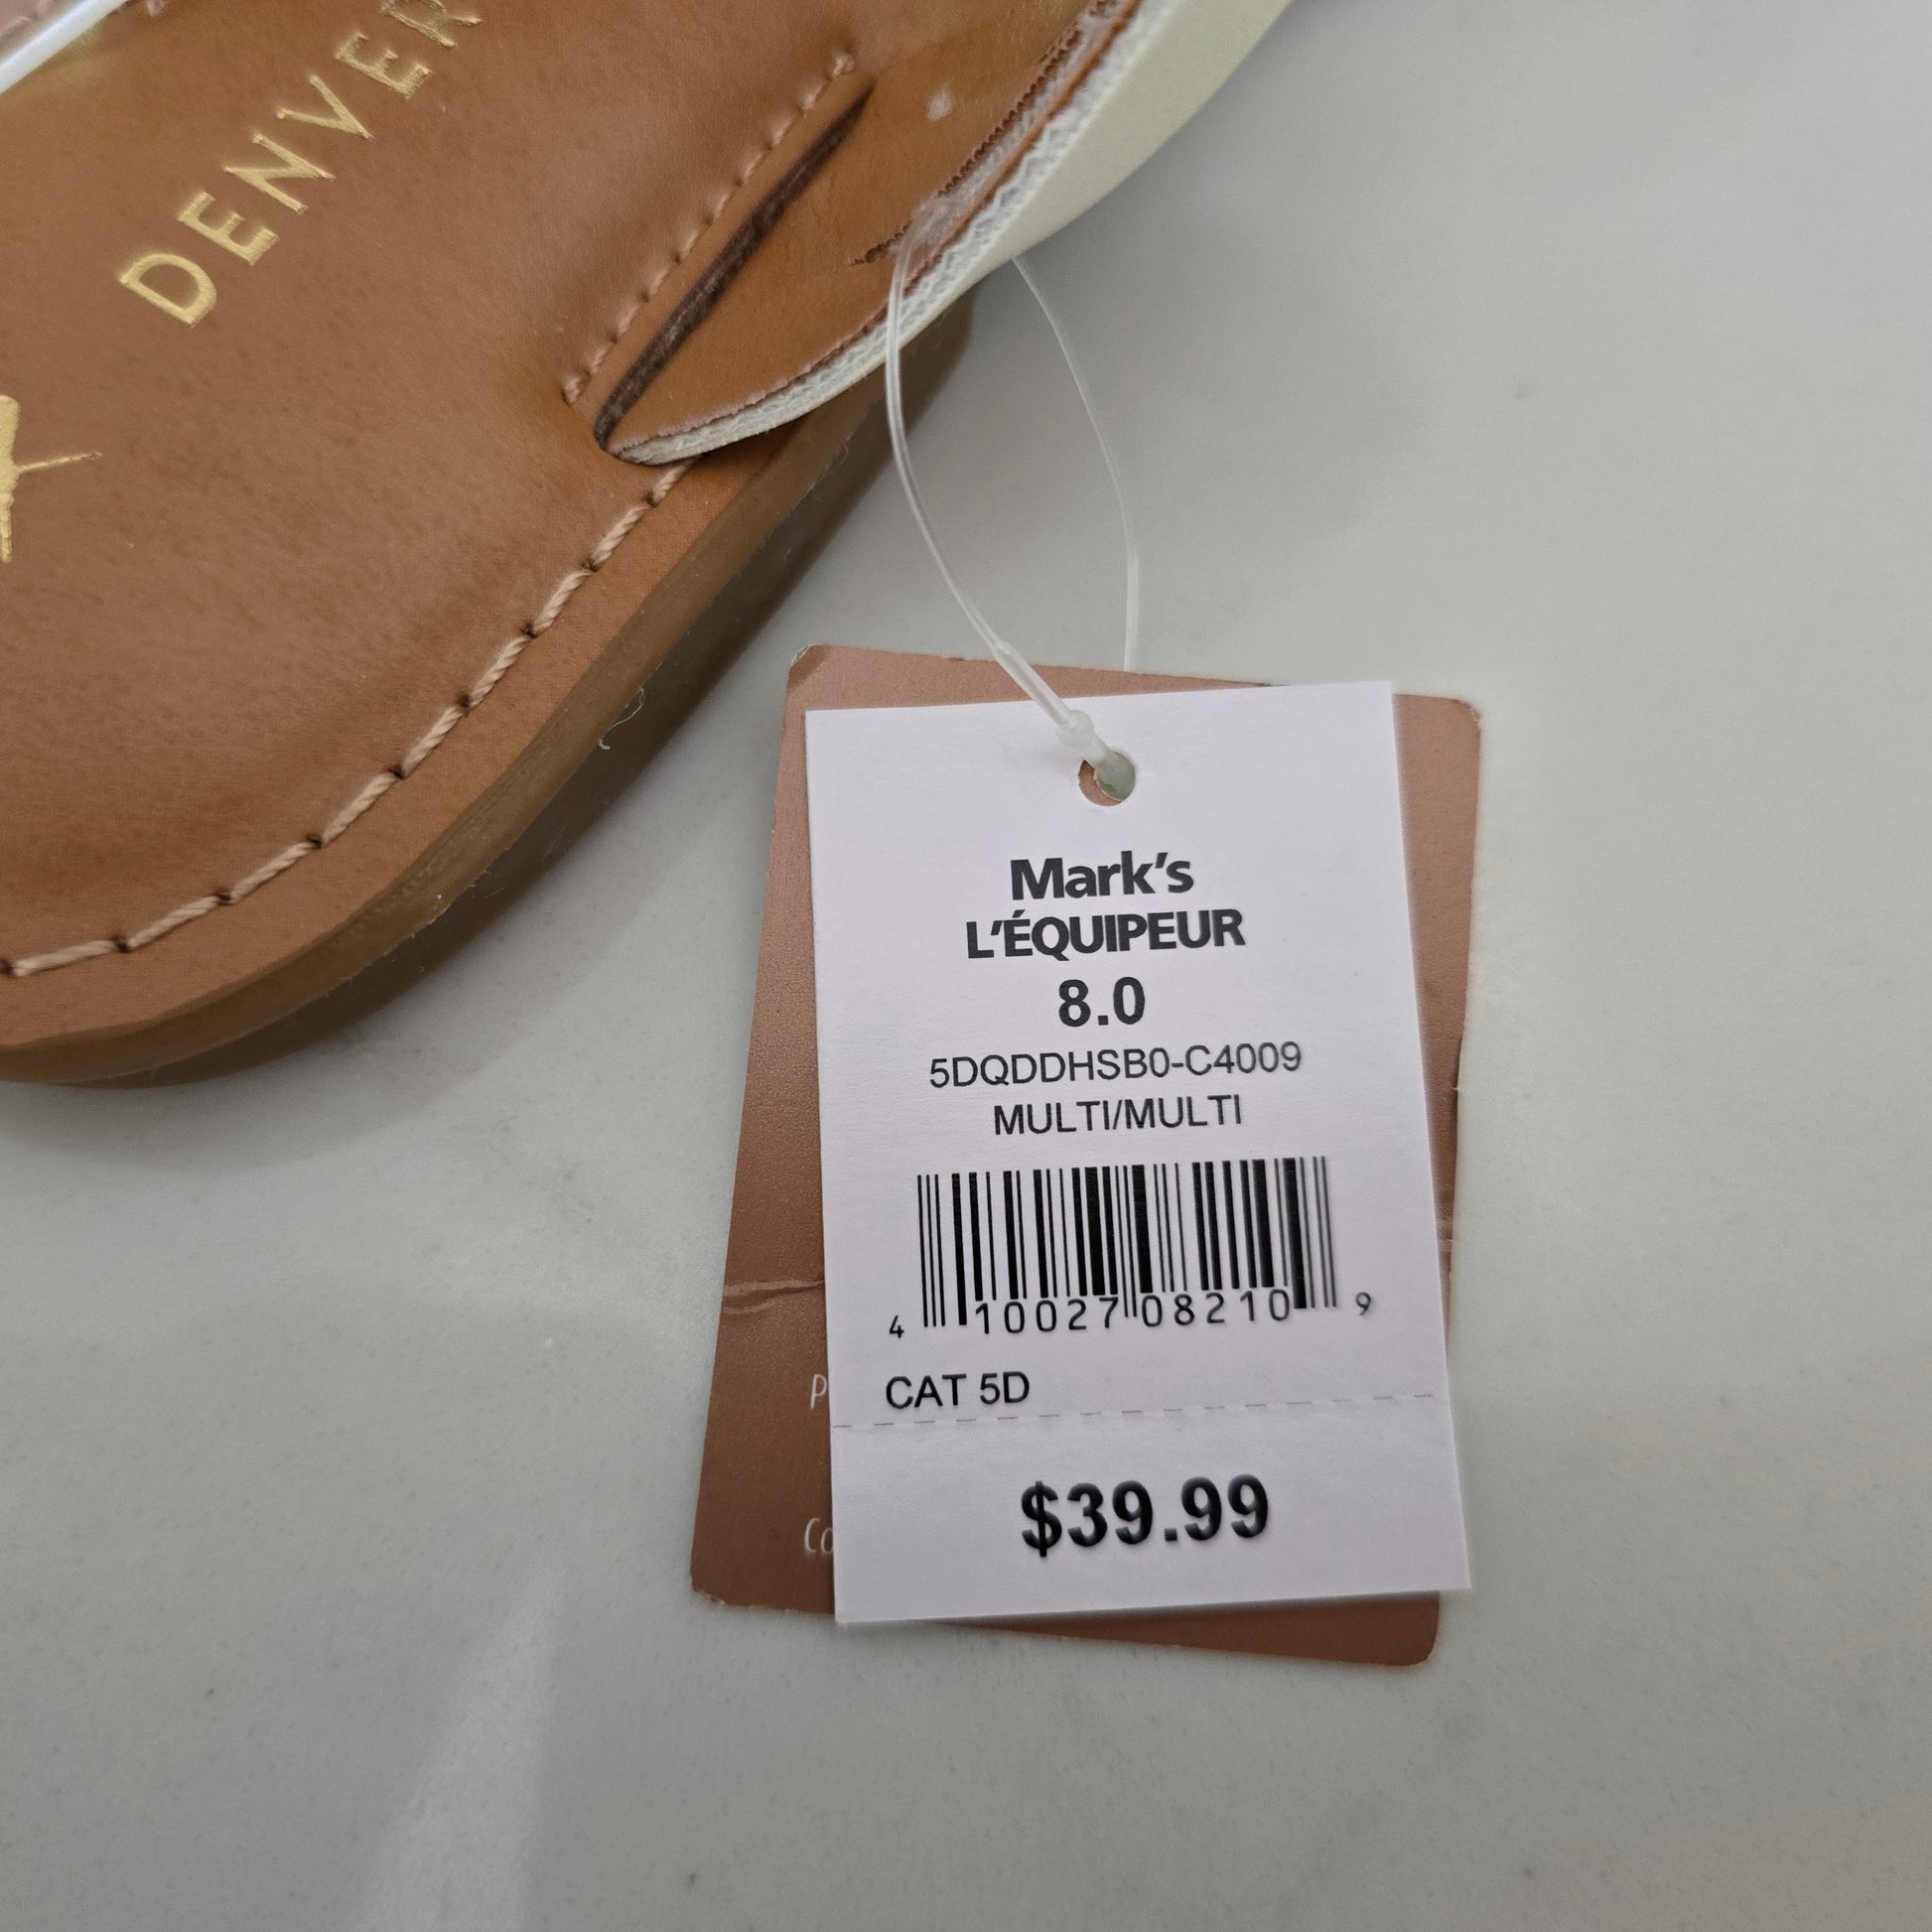 DENVER
Mark's
L'ÉQUIPEUR
8.0
5DQDDHSB0-C4009
MULTI/MULTI
4 10027 08210 9
CAT 5D
$39.99